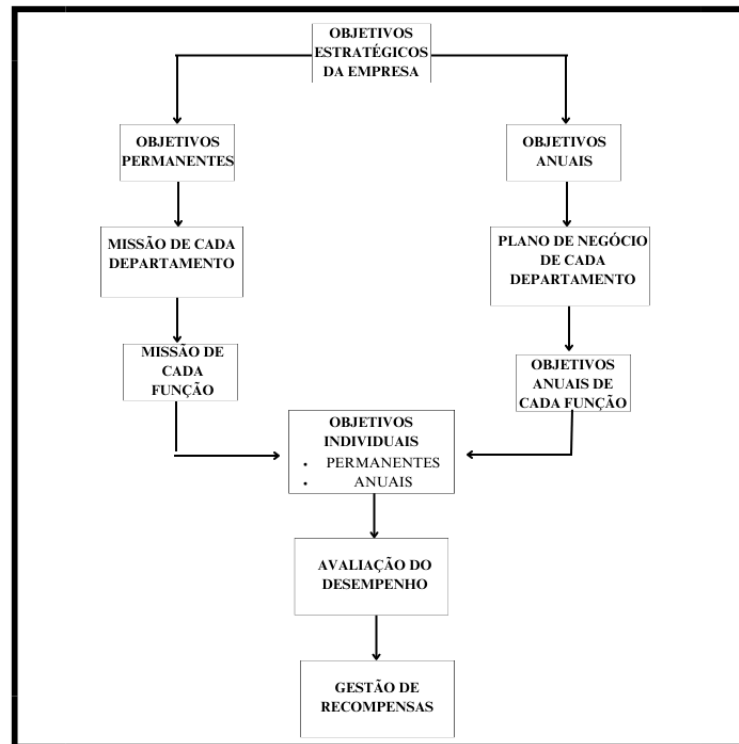 OBJETIVOS
ESTRATÉGICOS
DA EMPRESA
OBJETIVOS
PERMANENTES
OBJETIVOS
ANUAIS
MISSÃO DE CADA
DEPARTAMENTO
PLANO DE NEGÓCIO
DE CADA
DEPARTAMENTO
MISSÃO DE
CADA
FUNÇÃO
OBJETIVOS
ANUAIS DE
CADA FUNÇÃO
OBJETIVOS
INDIVIDUAIS
• PERMANENTES
• ANUAIS
AVALIAÇÃO DO
DESEMPENHO
GESTÃO DE
RECOMPENSAS